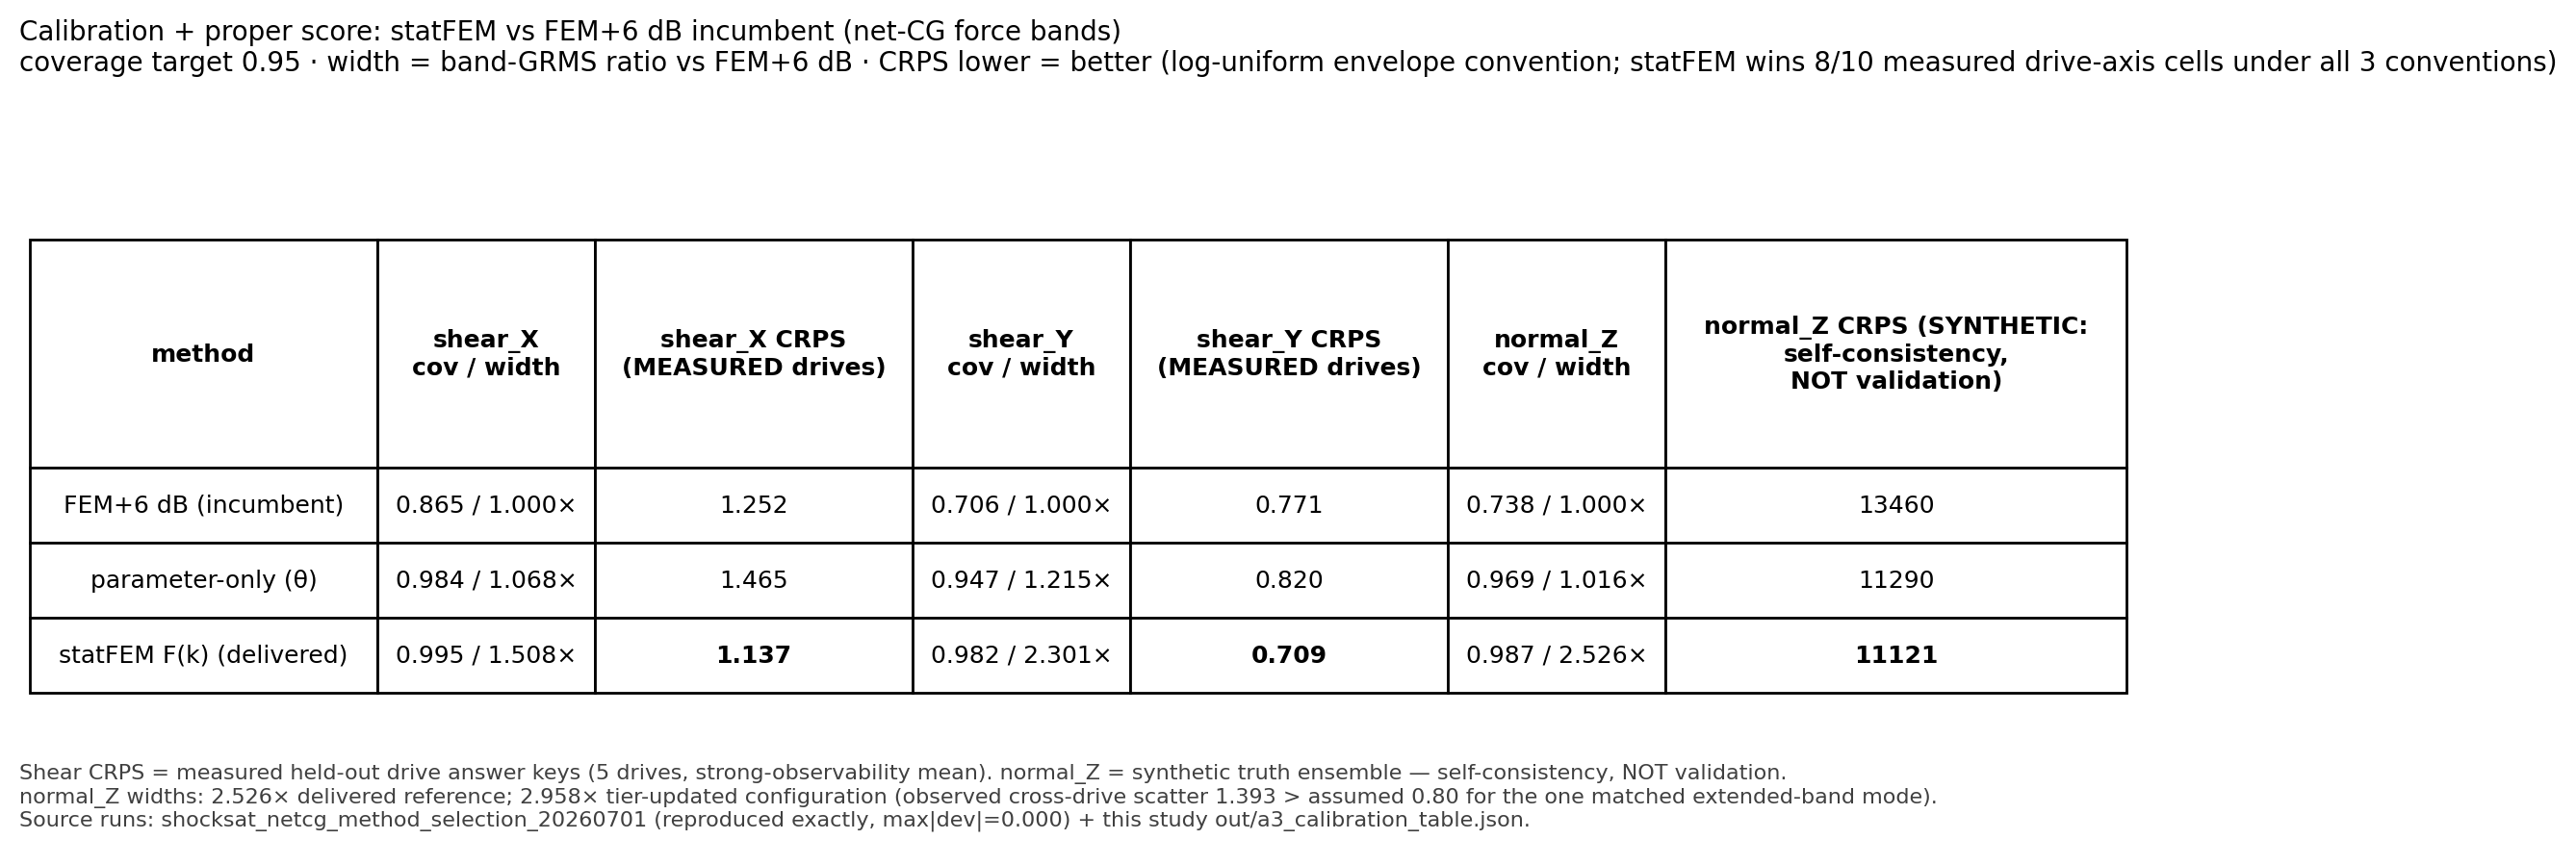 Calibration + proper score: statFEM vs FEM+6 dB incumbent (net-CG force bands)
coverage target 0.95 · width = band-GRMS ratio vs FEM+6 dB · CRPS lower = better (log-uniform envelope convention; statFEM wins 8/10 measured drive-axis cells under all 3 conventions)
method
shear_X
cov / width
shear_X CRPS
(MEASURED drives)
shear_Y
cov / width
shear_Y CRPS
(MEASURED drives)
normal_Z
cov / width
normal_Z CRPS (SYNTHETIC:
self-consistency,
NOT validation)
FEM+6 dB (incumbent) 0.865 / 1.000× 1.252 0.706 / 1.000× 0.771 0.738 / 1.000× 13460
parameter-only (θ) 0.984 / 1.068× 1.465 0.947 / 1.215× 0.820 0.969 / 1.016× 11290
statFEM F(k) (delivered) 0.995 / 1.508× 1.137 0.982 / 2.301× 0.709 0.987 / 2.526× 11121
Shear CRPS = measured held-out drive answer keys (5 drives, strong-observability mean). normal_Z = synthetic truth ensemble — self-consistency, NOT validation.
normal_Z widths: 2.526× delivered reference; 2.958× tier-updated configuration (observed cross-drive scatter 1.393 > assumed 0.80 for the one matched extended-band mode).
Source runs: shocksat_netcg_method_selection_20260701 (reproduced exactly, max|dev|=0.000) + this study out/a3_calibration_table.json.